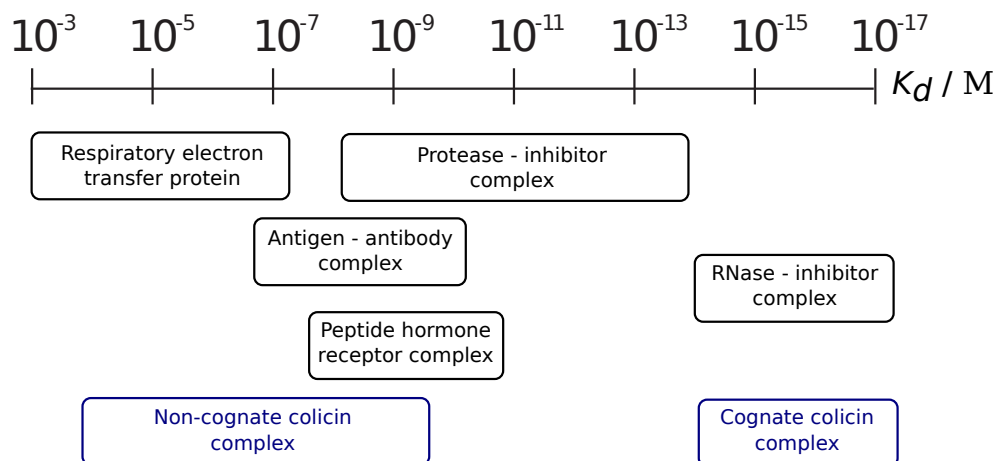 10-3 10-5 10-7 10-9 10-11 10-13 10-15 10-17
Kd / M
Respiratory electron
transfer protein
Protease - inhibitor
complex
Antigen - antibody
complex
RNase - inhibitor
complex
Peptide hormone
receptor complex
Non-cognate colicin
complex
Cognate colicin
complex